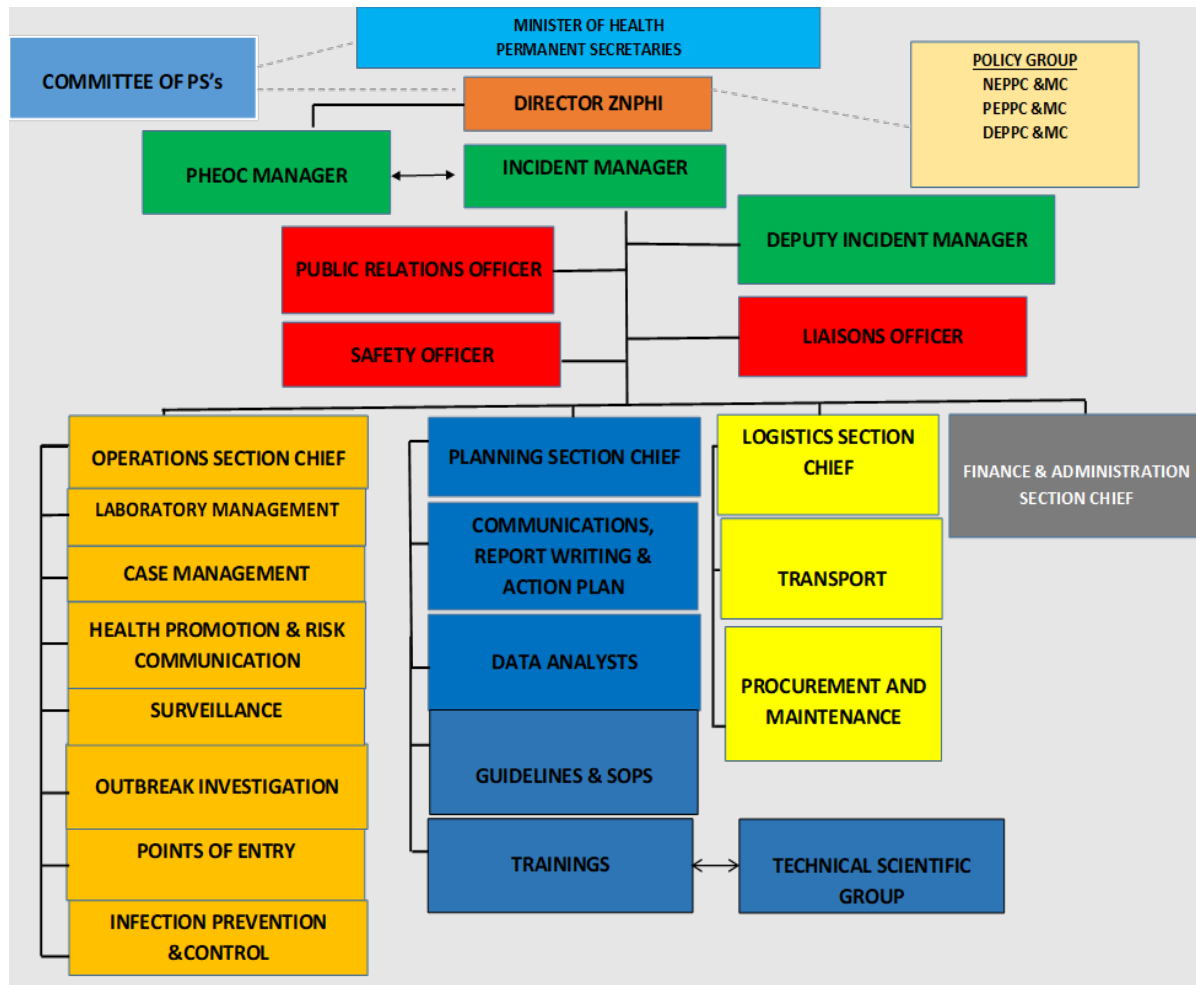 MINISTER OF HEALTH
PERMANENT SECRETARIES
COMMITTEE OF PS's
POLICY GROUP
NEPPC &MC
PEPPC &MC
DEPPC &MC
DIRECTOR ZNPHI
PHEOC MANAGER
INCIDENT MANAGER
DEPUTY INCIDENT MANAGER
PUBLIC RELATIONS OFFICER
LIAISONS OFFICER
SAFETY OFFICER
OPERATIONS SECTION CHIEF
LABORATORY MANAGEMENT
CASE MANAGEMENT
HEALTH PROMOTION & RISK
COMMUNICATION
SURVEILLANCE
OUTBREAK INVESTIGATION
POINTS OF ENTRY
INFECTION PREVENTION
&CONTROL
PLANNING SECTION CHIEF
COMMUNICATIONS,
REPORT WRITING &
ACTION PLAN
DATA ANALYSTS
GUIDELINES & SOPS
TRAININGS
TECHNICAL SCIENTIFIC
GROUP
LOGISTICS SECTION
CHIEF
TRANSPORT
PROCUREMENT AND
MAINTENANCE
FINANCE & ADMINISTRATION
SECTION CHIEF